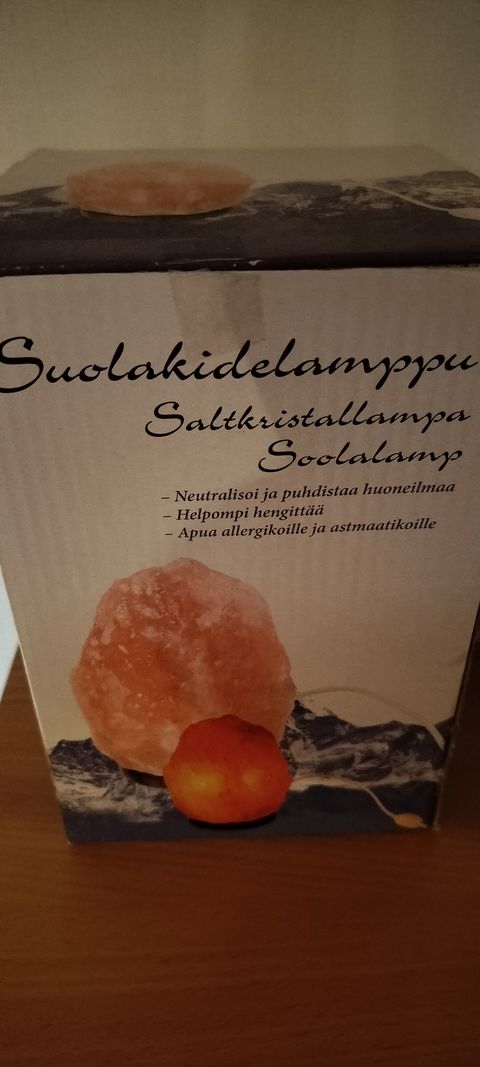 Suolakidelamppu
Saltkristallampa
Soolalamp
– Neutralisoi ja puhdistaa huoneilmaa
– Helpompi hengittää
– Apua allergikoille ja astmaatikoille